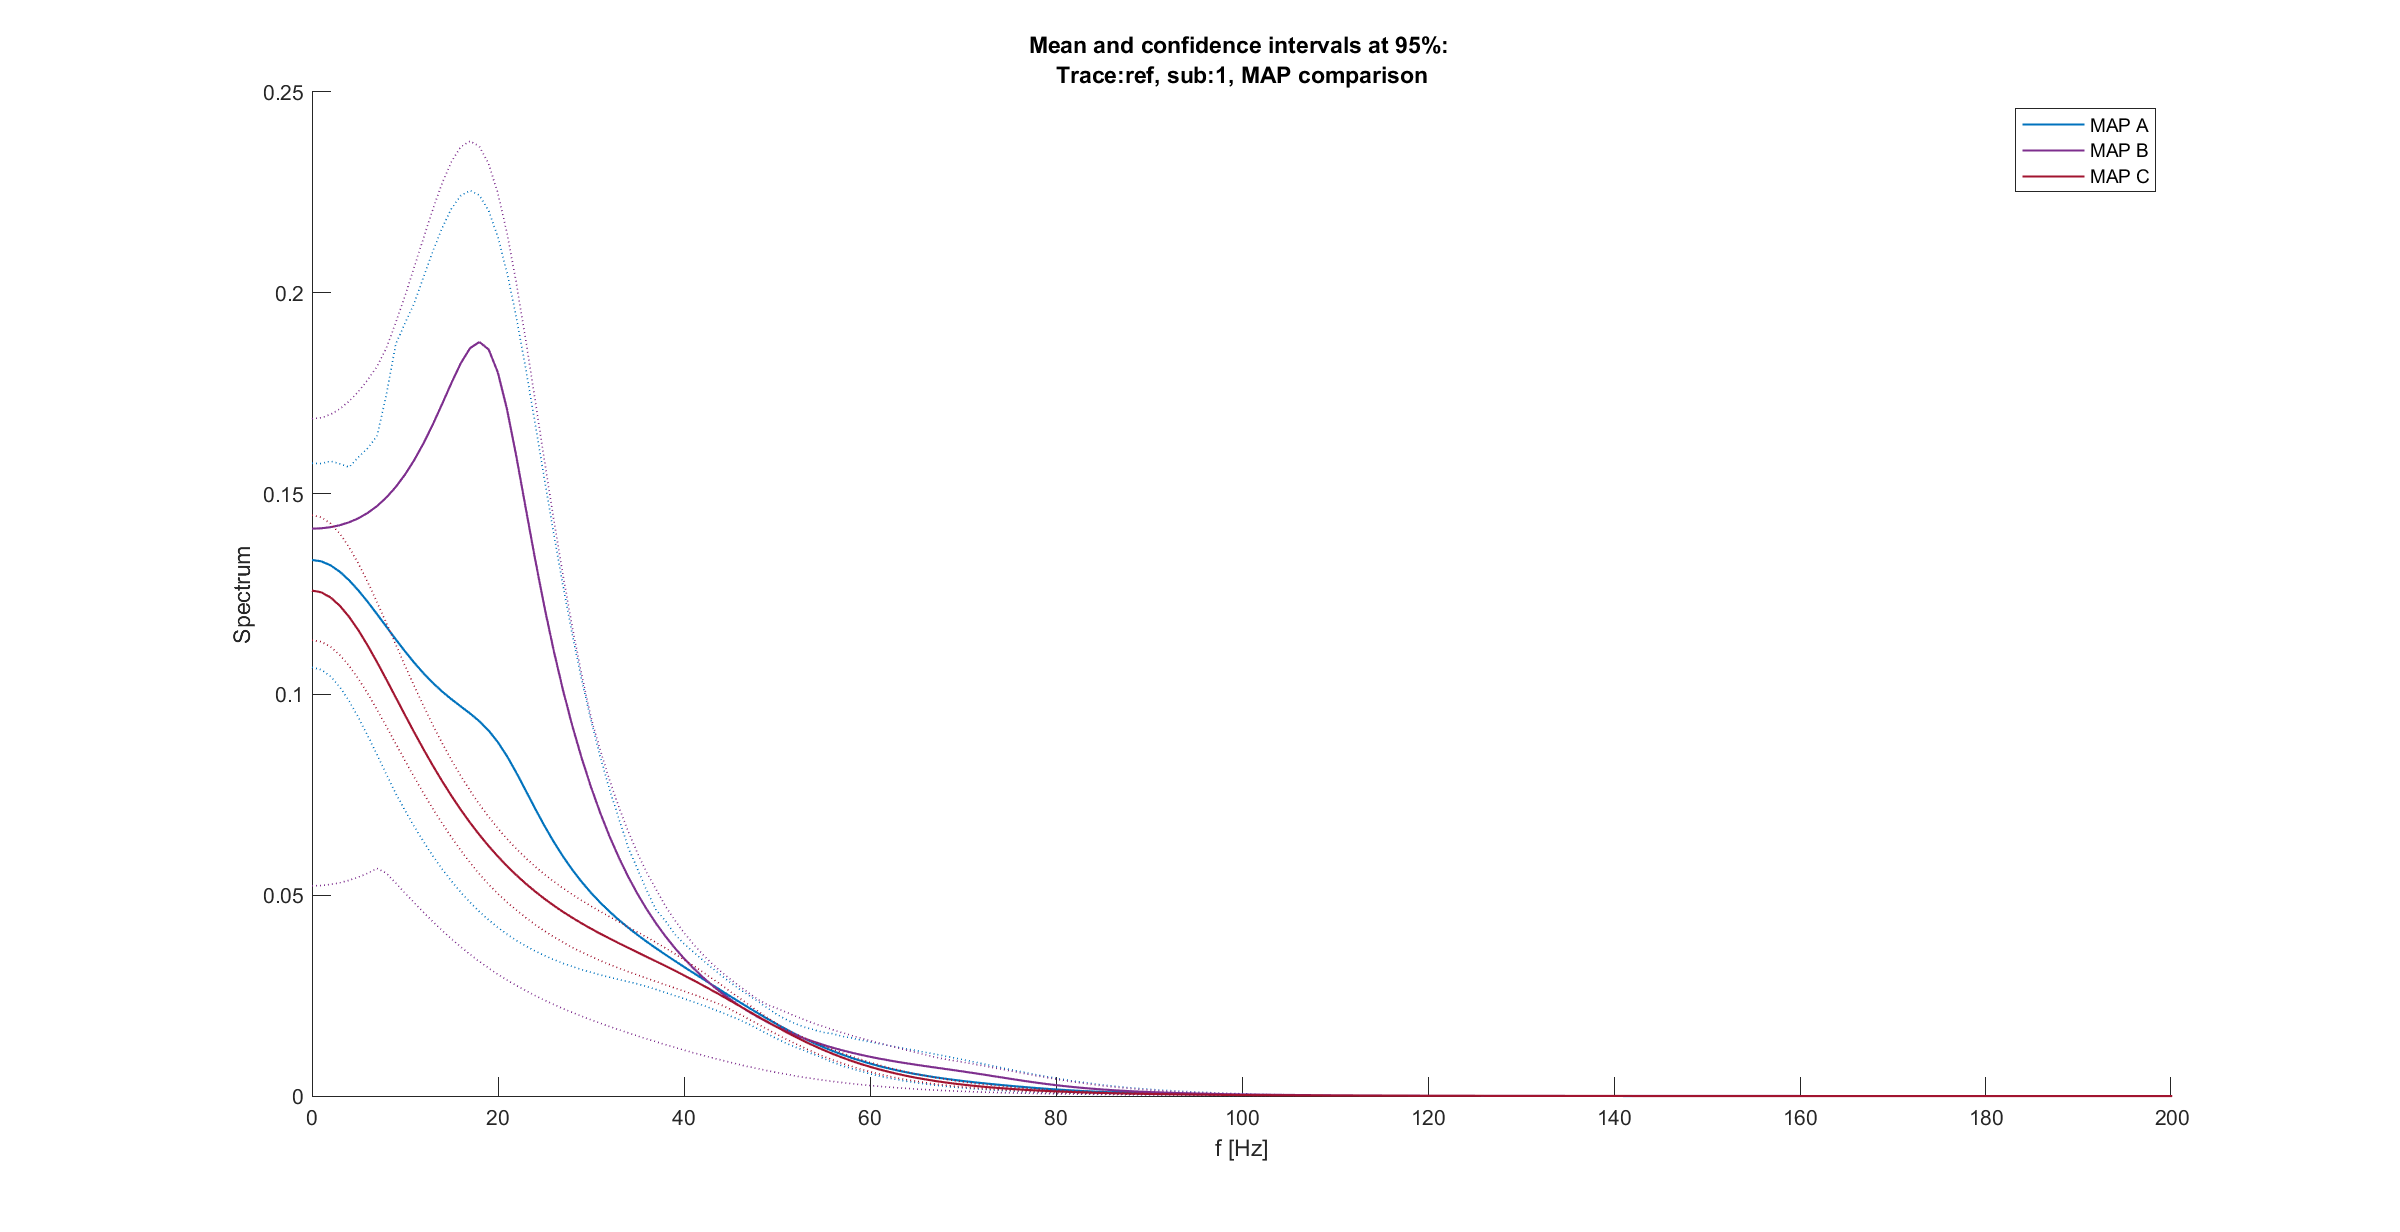 Mean and confidence intervals at 95%:
Trace:ref, sub:1, MAP comparison
MAP A
MAP B
MAP C
Spectrum
0.25
0.2
0.15
0.1
0.05
0
0 20 40 60 80 100 120 140 160 180 200
f [Hz]